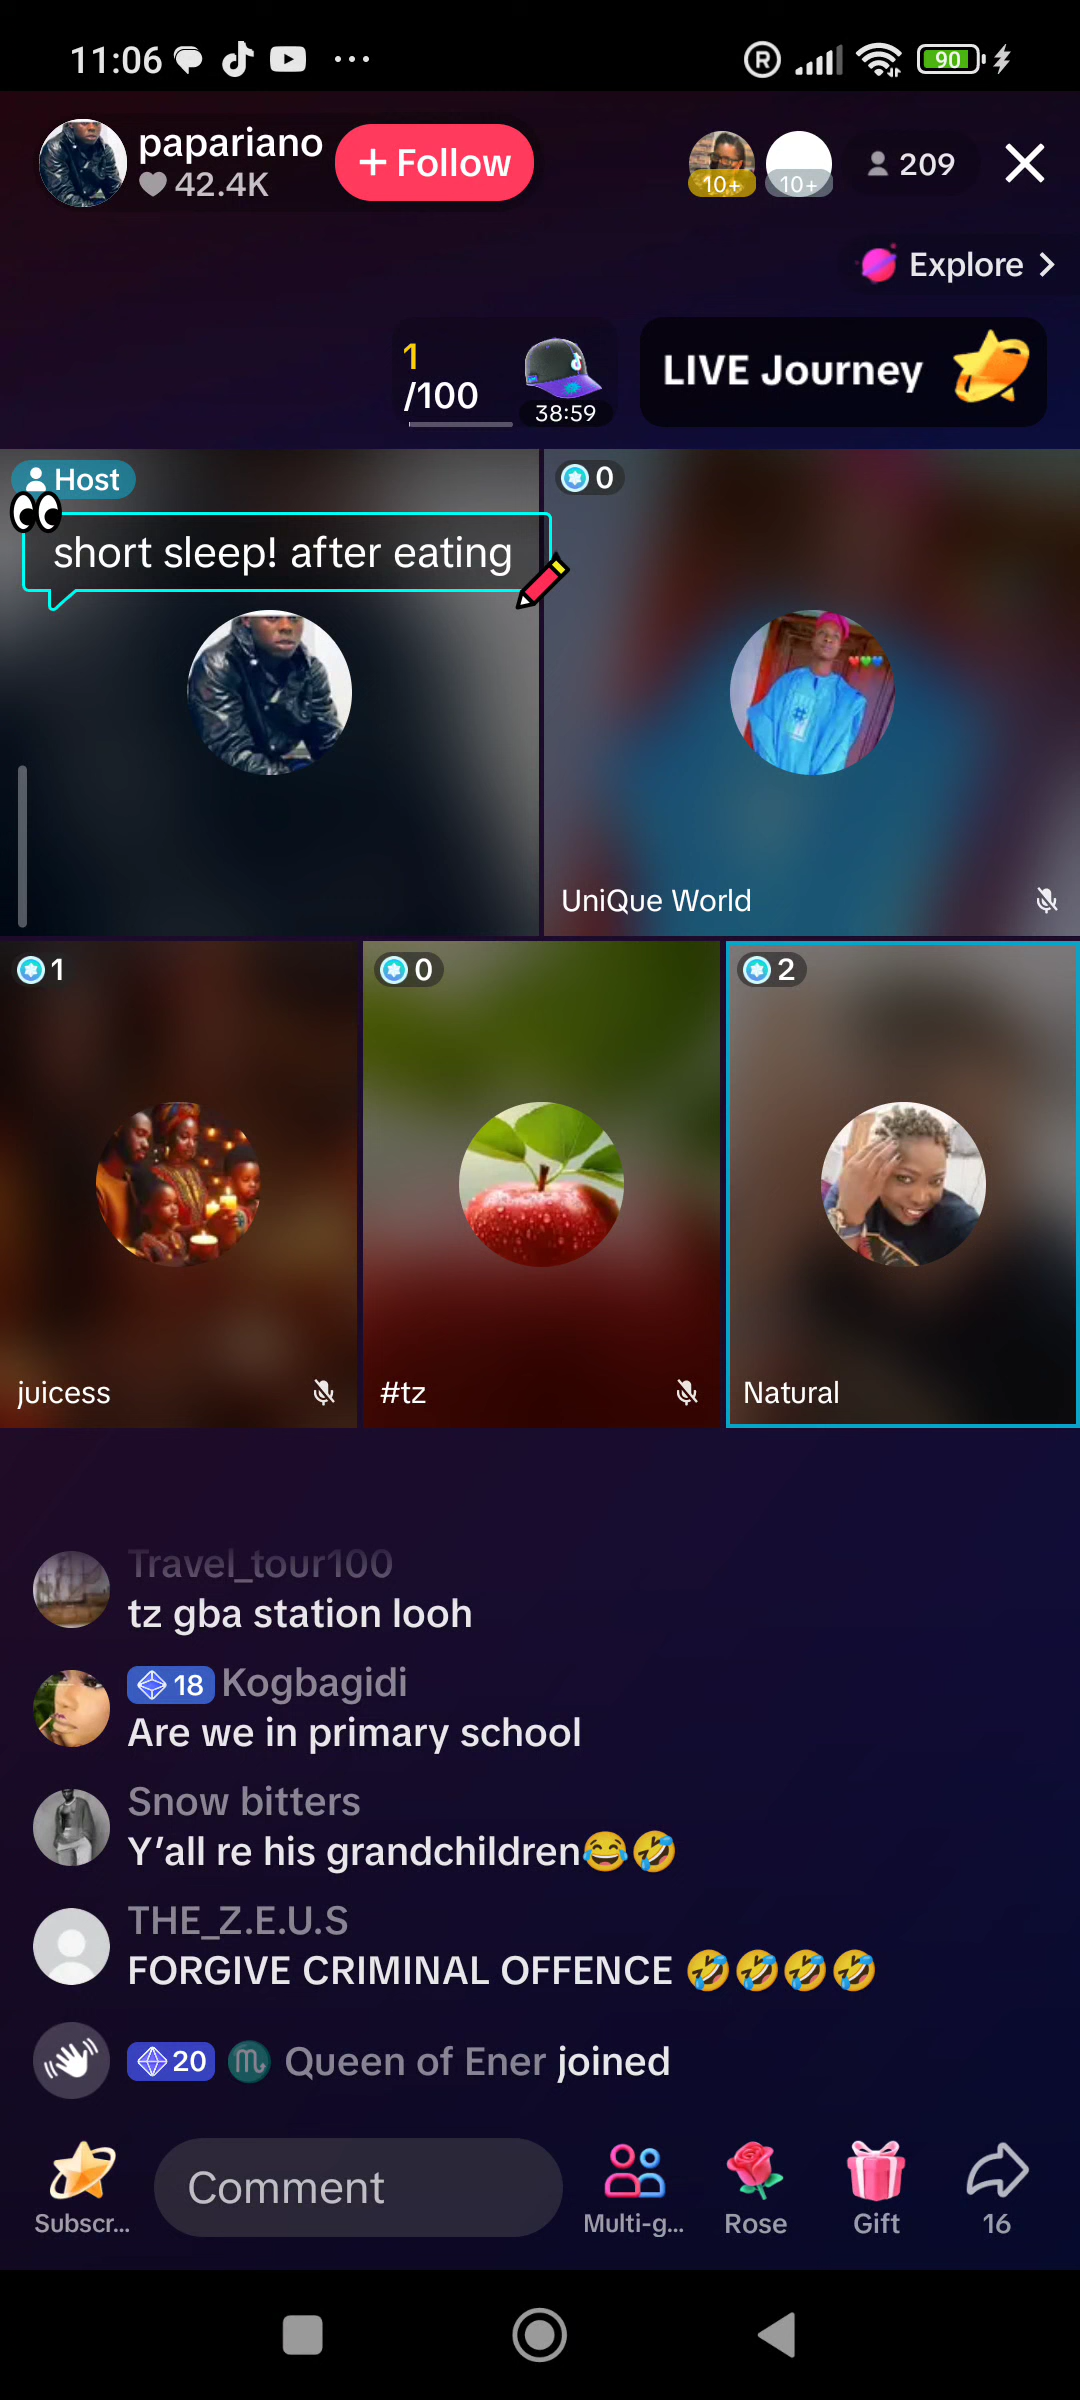 11:06
R
90
papariano
42.4K
+ Follow
10+
10+
209
Explore
1
/100
38:59
LIVE Journey
Host
short sleep! after eating
0
UniQue World
1
0
2
juicess
#tz
Natural
Travel_tour100
tz gba station looh
18 Kogbagidi
Are we in primary school
Snow bitters
Y’all re his grandchildren😂🤣
THE_Z.E.U.S
FORGIVE CRIMINAL OFFENCE 🤣🤣🤣🤣
20 ♏ Queen of Ener joined
Subscr...
Comment
Multi-g...
Rose
Gift
16